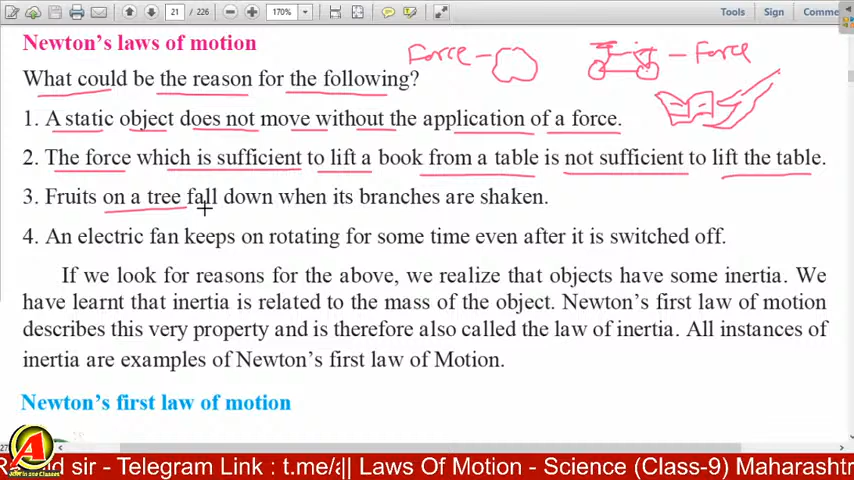 21 / 226 170% Tools Sign Comme
Newton's laws of motion
Force - Force
What could be the reason for the following?
1. A static object does not move without the application of a force.
2. The force which is sufficient to lift a book from a table is not sufficient to lift the table.
3. Fruits on a tree fall down when its branches are shaken.
4. An electric fan keeps on rotating for some time even after it is switched off.
If we look for reasons for the above, we realize that objects have some inertia. We
have learnt that inertia is related to the mass of the object. Newton's first law of motion
describes this very property and is therefore also called the law of inertia. All instances of
inertia are examples of Newton's first law of Motion.
Newton's first law of motion
sir - Telegram Link : t.me/a|| Laws Of Motion - Science (Class-9) Maharashtr